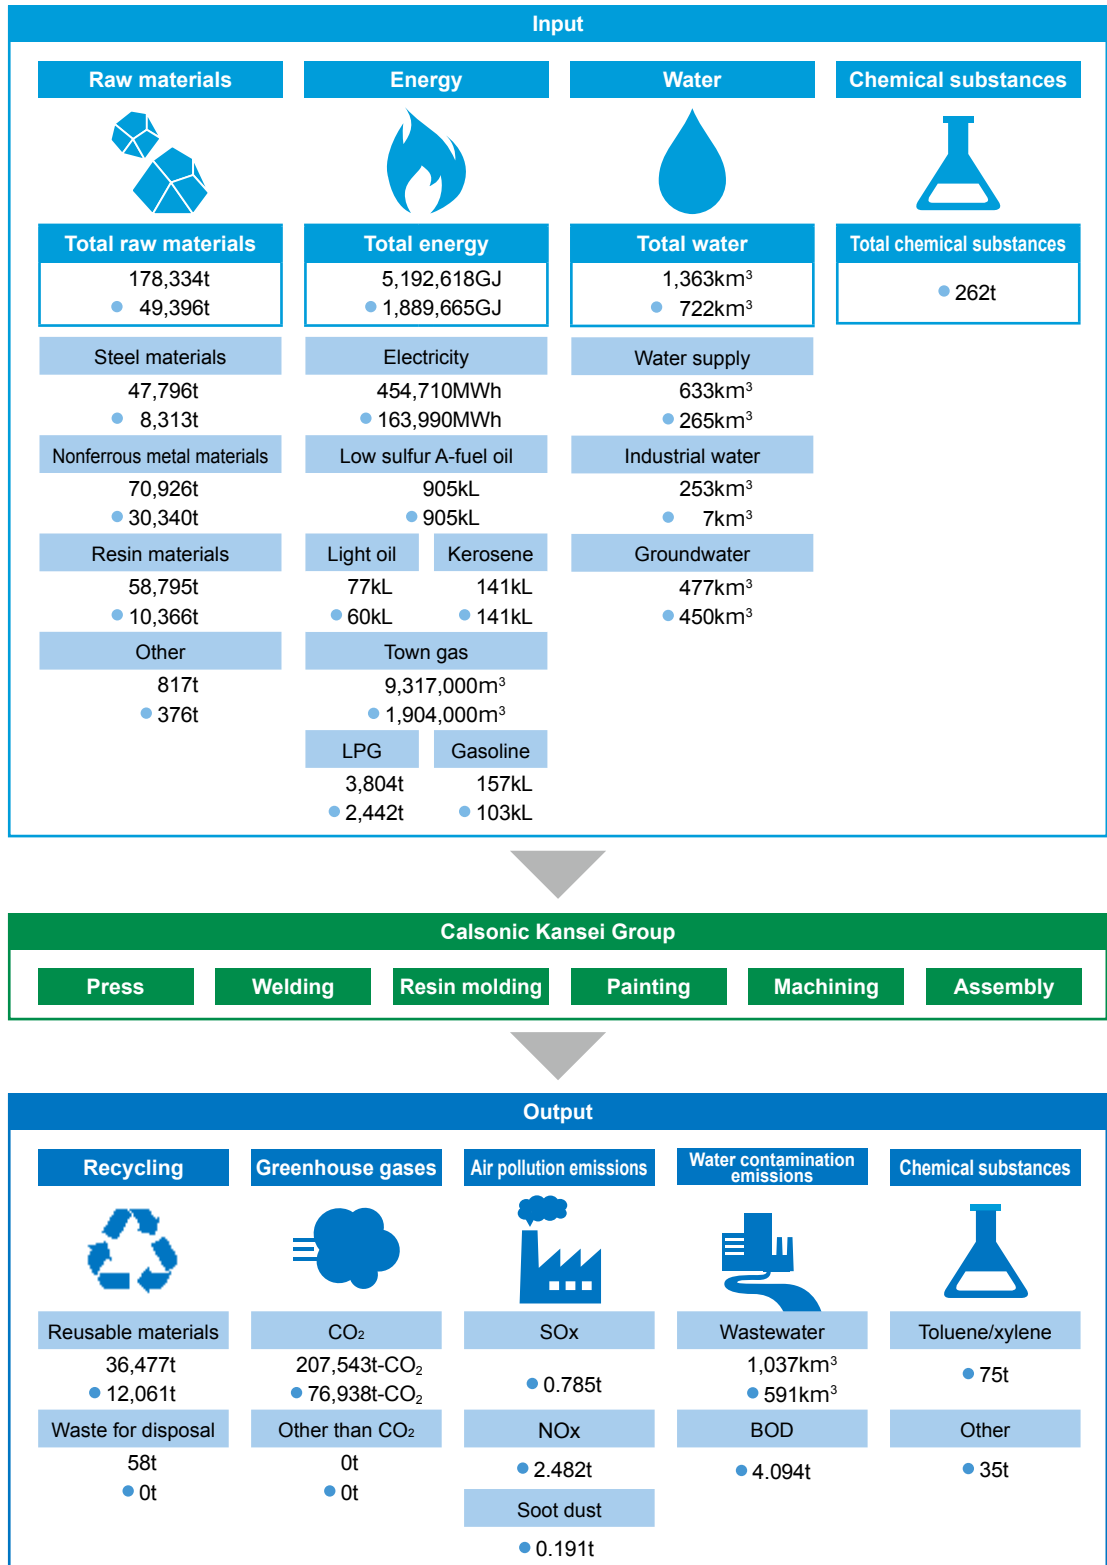 Input
Raw materials
Energy
Water
Chemical substances
Total raw materials
178,334t
● 49,396t
Total energy
5,192,618GJ
● 1,889,665GJ
Total water
1,363km³
● 722km³
Total chemical substances
● 262t
Steel materials
47,796t
● 8,313t
Nonferrous metal materials
70,926t
● 30,340t
Resin materials
58,795t
● 10,366t
Other
817t
● 376t
Electricity
454,710MWh
● 163,990MWh
Low sulfur A-fuel oil
905kL
● 905kL
Light oil
77kL
● 60kL
Kerosene
141kL
● 141kL
Town gas
9,317,000m³
● 1,904,000m³
LPG
3,804t
● 2,442t
Gasoline
157kL
● 103kL
Water supply
633km³
● 265km³
Industrial water
253km³
● 7km³
Groundwater
477km³
● 450km³
Calsonic Kansei Group
Press
Welding
Resin molding
Painting
Machining
Assembly
Output
Recycling
Greenhouse gases
Air pollution emissions
Water contamination
emissions
Chemical substances
Reusable materials
36,477t
● 12,061t
Waste for disposal
58t
● 0t
CO₂
207,543t-CO₂
● 76,938t-CO₂
Other than CO₂
0t
● 0t
SOx
● 0.785t
NOx
● 2.482t
Soot dust
● 0.191t
Wastewater
1,037km³
● 591km³
BOD
● 4.094t
Toluene/xylene
● 75t
Other
● 35t